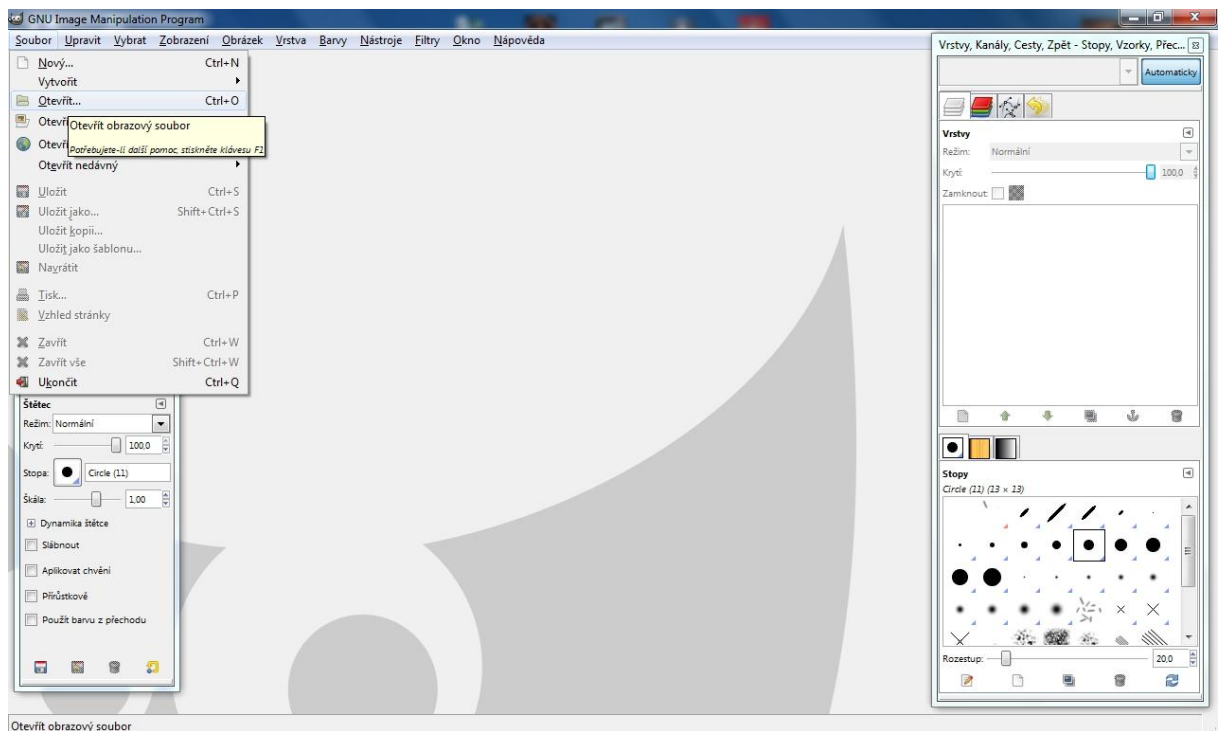 GNU Image Manipulation Program
Soubor Upravit Vybrat Zobrazení Obrázek Vrstva Barvy Nástroje Filtry Okno Nápověda
Nový... Ctrl+N
Vytvořit
Otevřít... Ctrl+O
Otevř
Otevřít obrazový soubor
Otevř
Potřebujete-li další pomoc, stiskněte klávesu F1
Otevřít nedávný
Uložit Ctrl+S
Uložit jako... Shift+Ctrl+S
Uložit kopii...
Uložit jako šablonu...
Navrátit
Tisk... Ctrl+P
Vzhled stránky
Zavřít Ctrl+W
Zavřít vše Shift+Ctrl+W
Ukončit Ctrl+Q
Štětec
Režim: Normální
Krytí: 100,0
Stopa: Circle (11)
Škála: 1,00
Dynamika štětce
Slábnout
Aplikovat chvění
Přírůstkově
Použít barvu z přechodu
Otevřít obrazový soubor
Vrstvy, Kanály, Cesty, Zpět - Stopy, Vzorky, Přec...
Automaticky
Vrstvy
Režim: Normální
Krytí: 100,0
Zamknout:
Stopy
Circle (11) (13 × 13)
Rozestup: 20,0